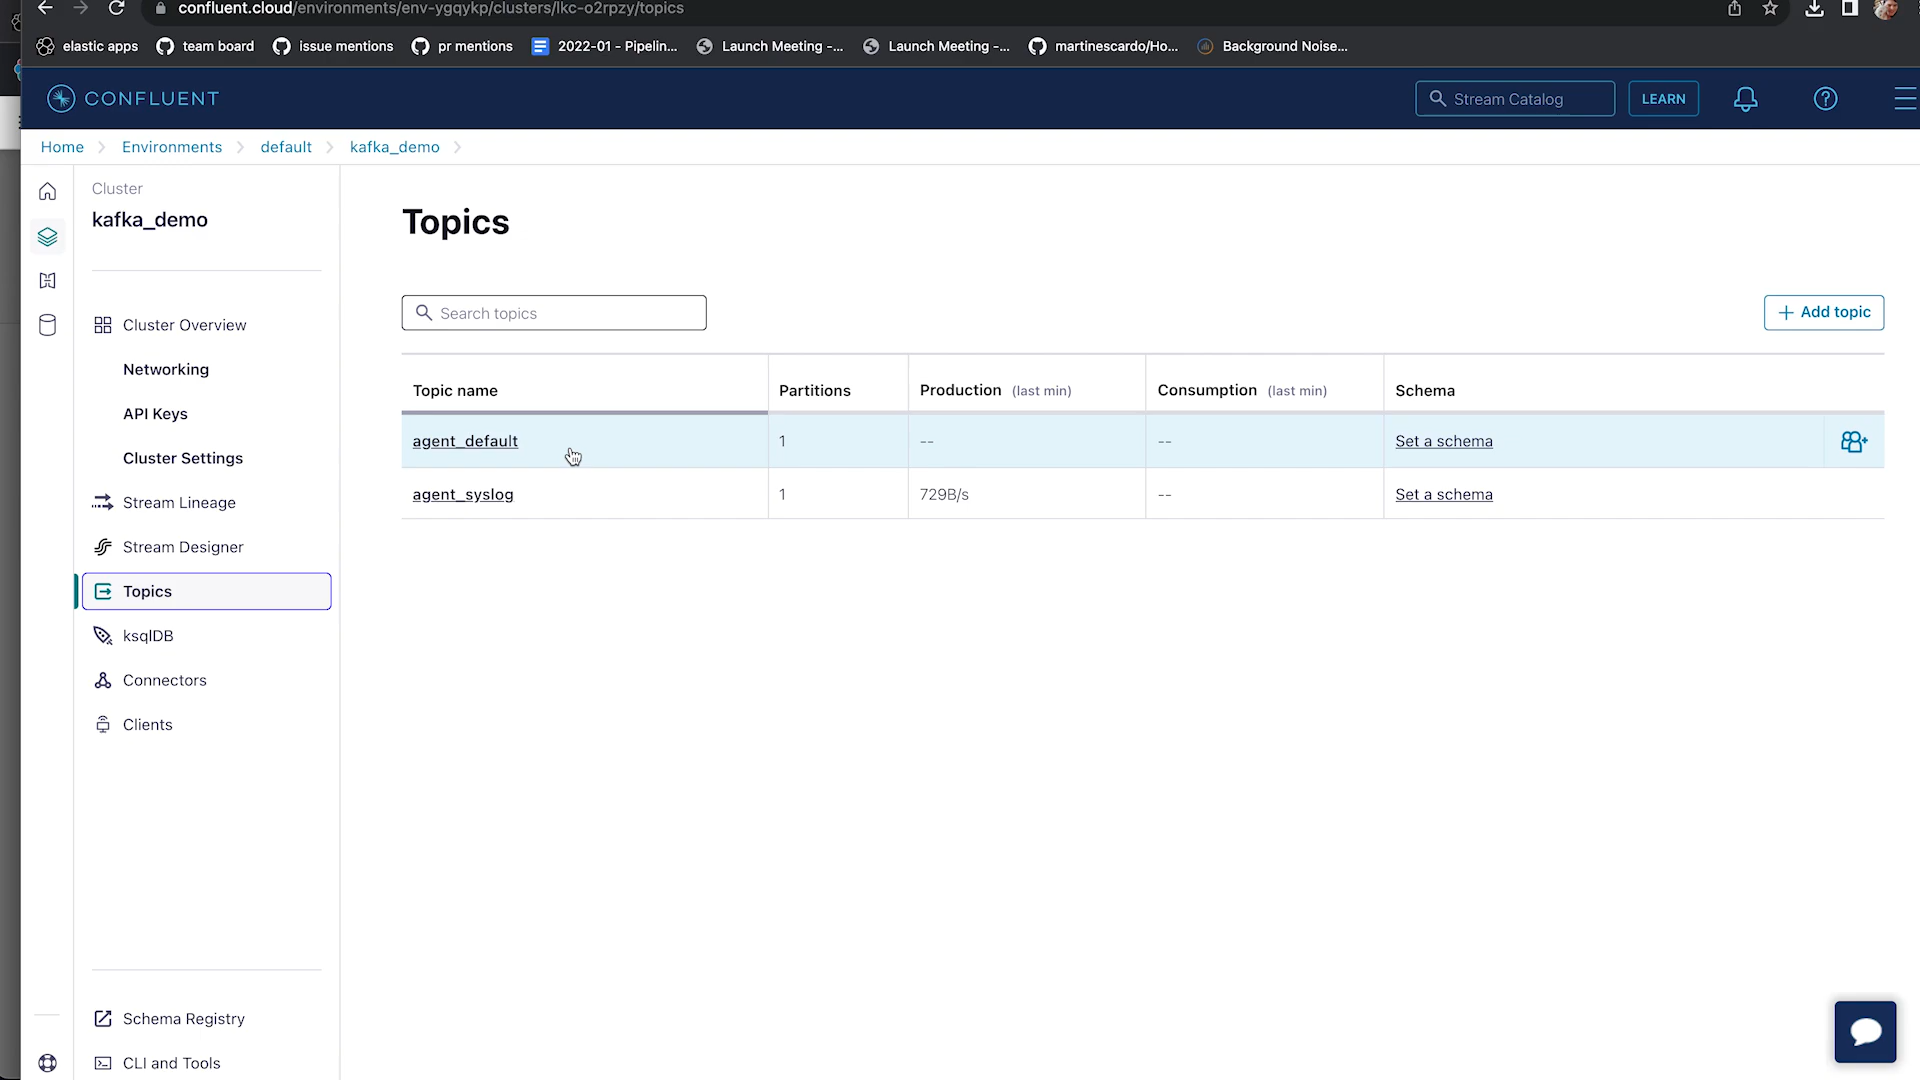 confluent.cloud/environments/env-ygqykp/clusters/lkc-o2rpzy/topics
elastic apps team board issue mentions pr mentions 2022-01 - Pipelin... Launch Meeting -... Launch Meeting -... martinescardo/Ho... Background Noise...
CONFLUENT Stream Catalog LEARN
Home Environments default kafka_demo
Cluster
kafka_demo
Cluster Overview
Networking
API Keys
Cluster Settings
Stream Lineage
Stream Designer
Topics
ksqlDB
Connectors
Clients
Schema Registry
CLI and Tools
Topics
Search topics
+ Add topic
Topic name Partitions Production (last min) Consumption (last min) Schema
agent_default 1 -- -- Set a schema
agent_syslog 1 729B/s -- Set a schema